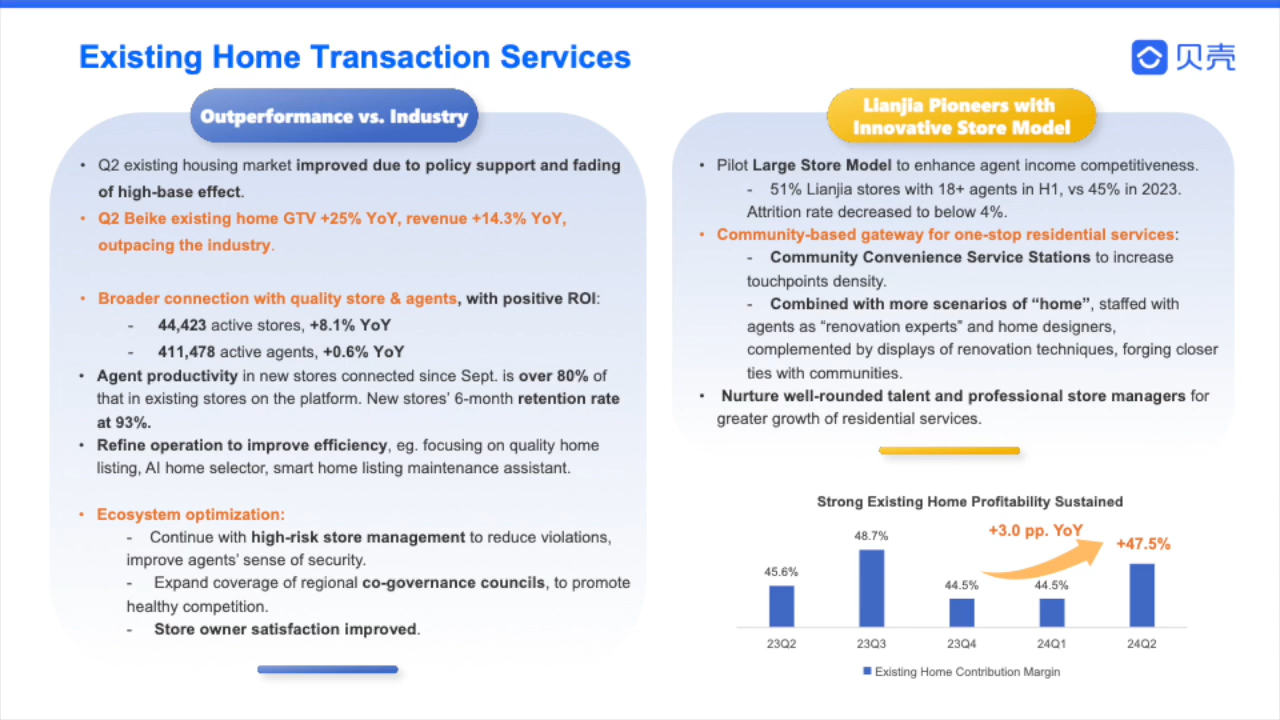 Existing Home Transaction Services
贝壳
Outperformance vs. Industry
• Q2 existing housing market improved due to policy support and fading
of high-base effect.
• Q2 Beike existing home GTV +25% YoY, revenue +14.3% YoY,
outpacing the industry.
• Broader connection with quality store & agents, with positive ROI:
- 44,423 active stores, +8.1% YoY
- 411,478 active agents, +0.6% YoY
• Agent productivity in new stores connected since Sept. is over 80% of
that in existing stores on the platform. New stores’ 6-month retention rate
at 93%.
• Refine operation to improve efficiency, eg. focusing on quality home
listing, AI home selector, smart home listing maintenance assistant.
• Ecosystem optimization:
- Continue with high-risk store management to reduce violations,
improve agents’ sense of security.
- Expand coverage of regional co-governance councils, to promote
healthy competition.
- Store owner satisfaction improved.
Lianjia Pioneers with
Innovative Store Model
• Pilot Large Store Model to enhance agent income competitiveness.
- 51% Lianjia stores with 18+ agents in H1, vs 45% in 2023.
Attrition rate decreased to below 4%.
• Community-based gateway for one-stop residential services:
- Community Convenience Service Stations to increase
touchpoints density.
- Combined with more scenarios of “home”, staffed with
agents as “renovation experts” and home designers,
complemented by displays of renovation techniques, forging closer
ties with communities.
• Nurture well-rounded talent and professional store managers for
greater growth of residential services.
Strong Existing Home Profitability Sustained
+3.0 pp. YoY
45.6% 48.7% 44.5% 44.5% +47.5%
23Q2 23Q3 23Q4 24Q1 24Q2
Existing Home Contribution Margin